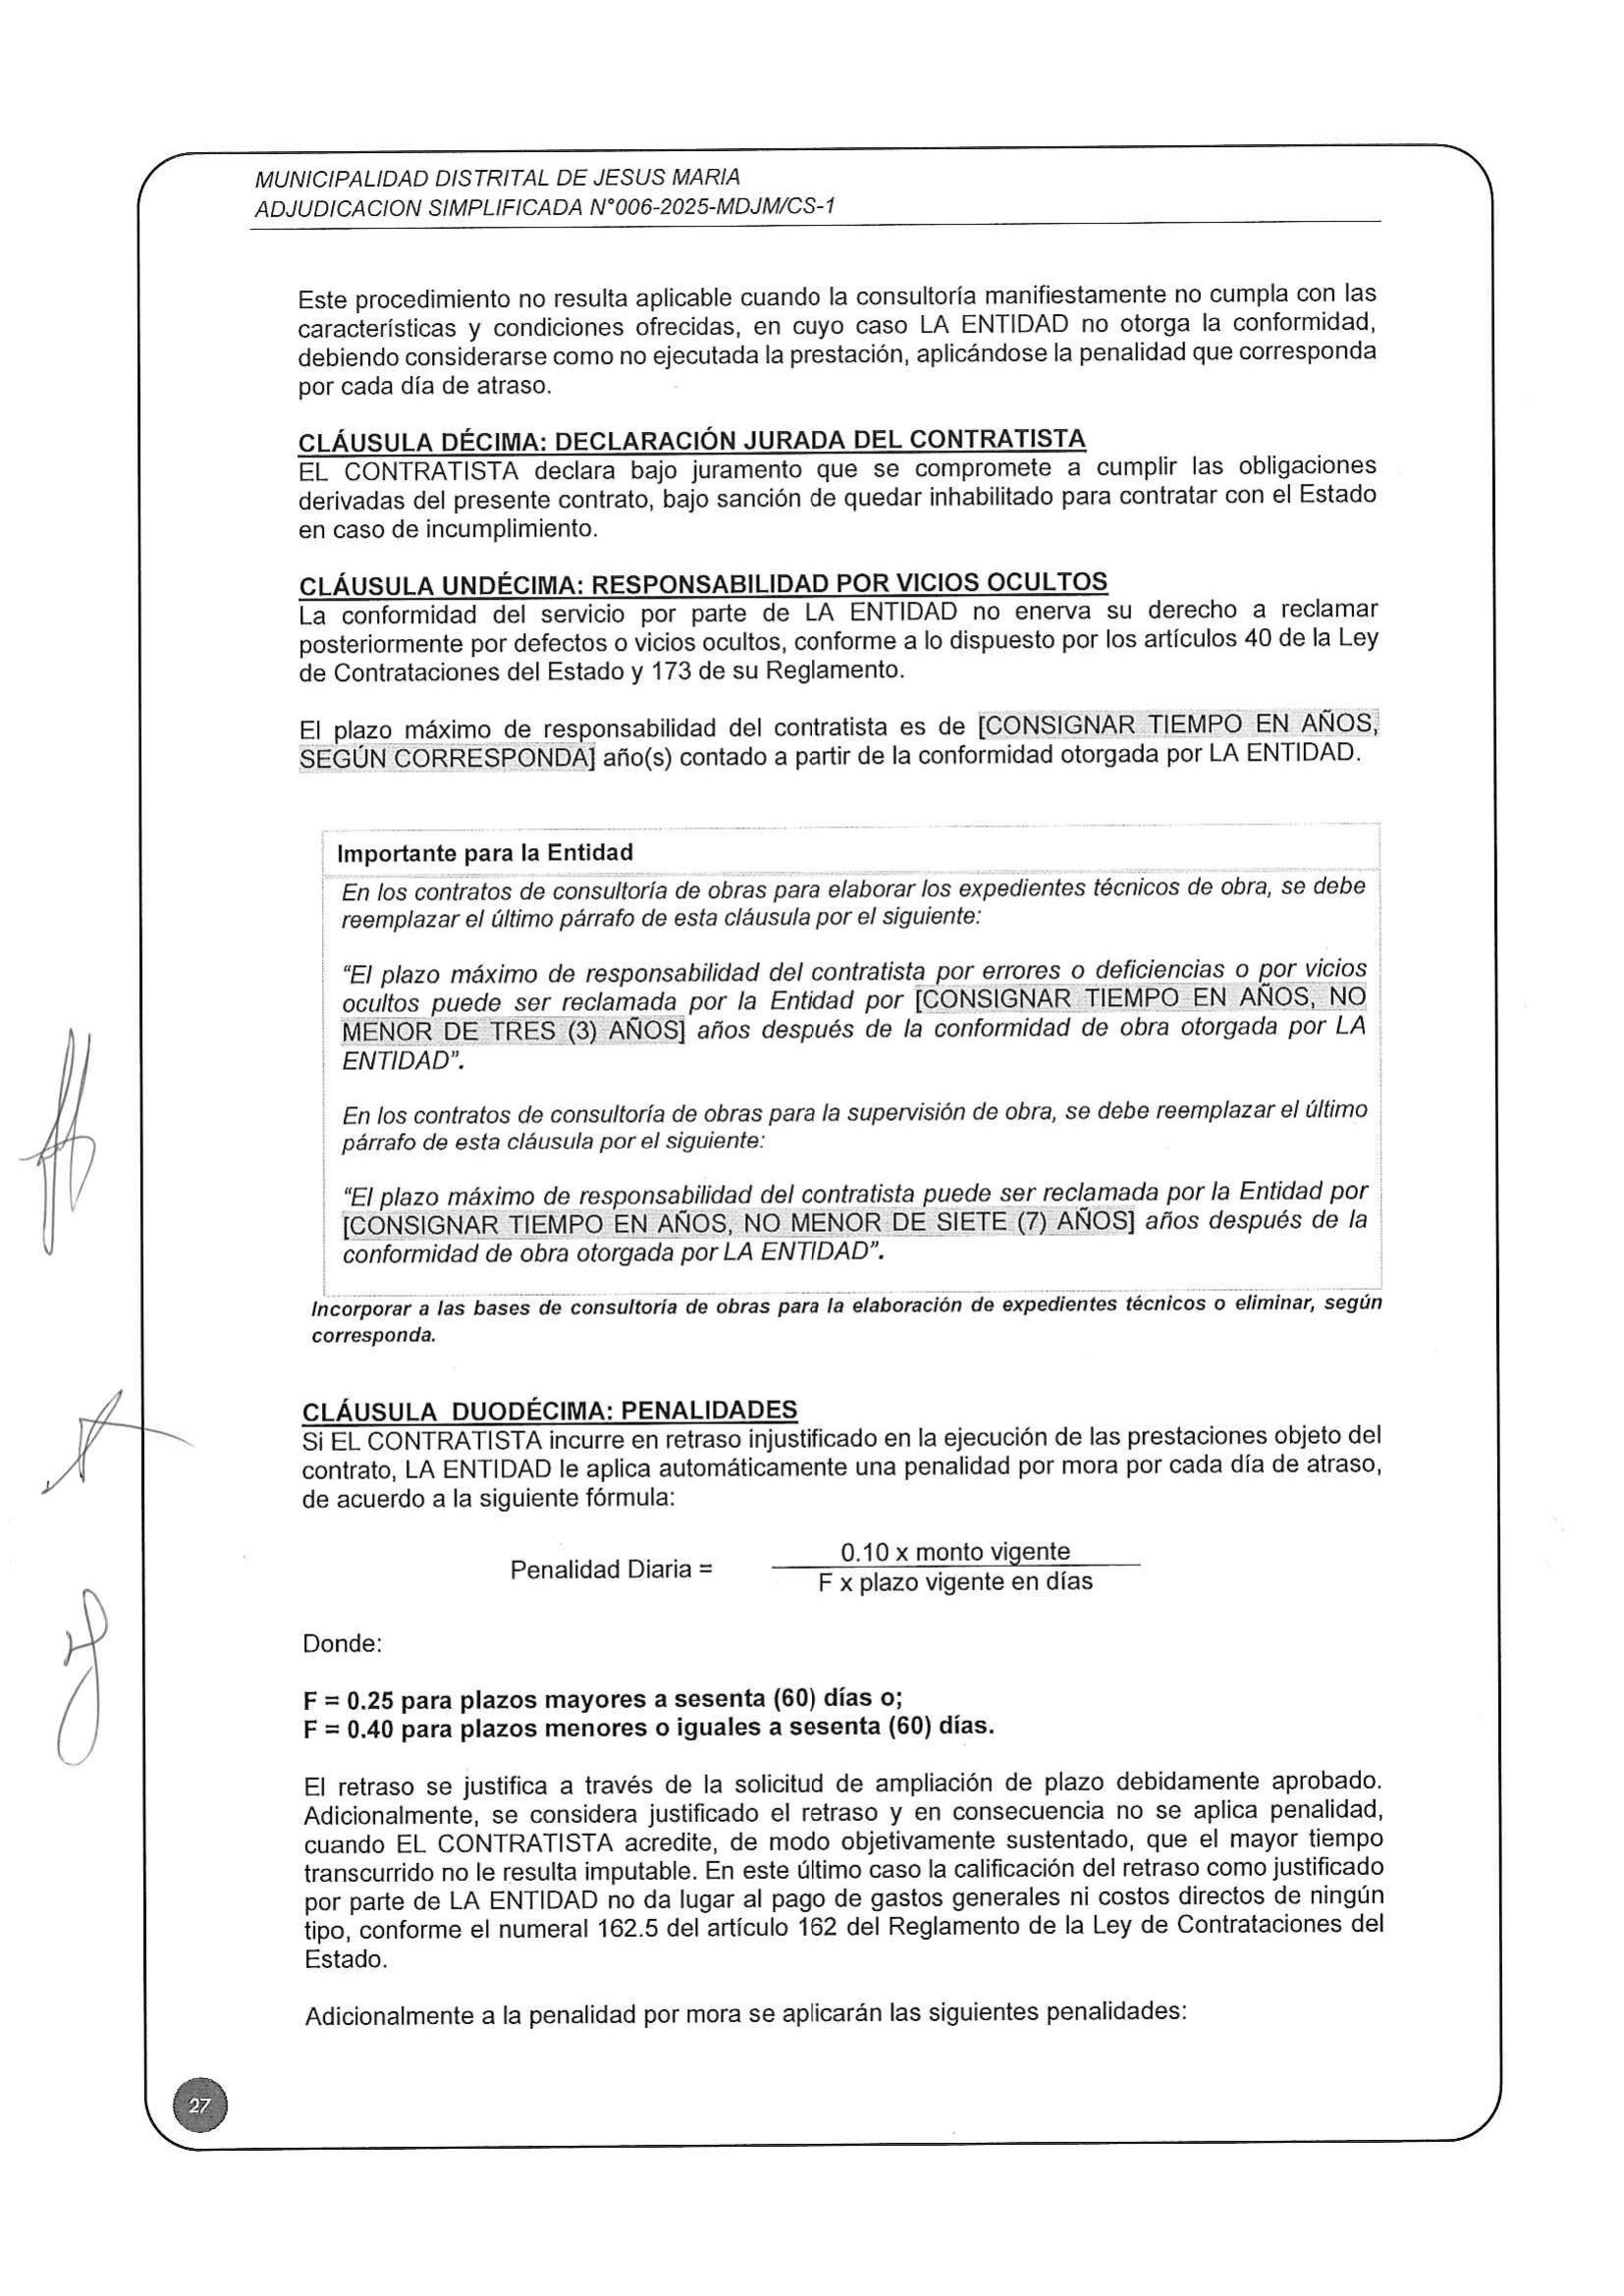 MUNICIPALIDAD DISTRITAL DE JESUS MARIA
ADJUDICACION SIMPLIFICADA N°006-2025-MDJM/CS-1
Este procedimiento no resulta aplicable cuando la consultoría manifiestamente no cumpla con las
características y condiciones ofrecidas, en cuyo caso LA ENTIDAD no otorga la conformidad,
debiendo considerarse como no ejecutada la prestación, aplicándose la penalidad que corresponda
por cada día de atraso.
CLÁUSULA DÉCIMA: DECLARACIÓN JURADA DEL CONTRATISTA
EL CONTRATISTA declara bajo juramento que se compromete a cumplir las obligaciones
derivadas del presente contrato, bajo sanción de quedar inhabilitado para contratar con el Estado
en caso de incumplimiento.
CLÁUSULA UNDÉCIMA: RESPONSABILIDAD POR VICIOS OCULTOS
La conformidad del servicio por parte de LA ENTIDAD no enerva su derecho a reclamar
posteriormente por defectos o vicios ocultos, conforme a lo dispuesto por los artículos 40 de la Ley
de Contrataciones del Estado y 173 de su Reglamento.
El plazo máximo de responsabilidad del contratista es de [CONSIGNAR TIEMPO EN AÑOS,
SEGÚN CORRESPONDA] año(s) contado a partir de la conformidad otorgada por LA ENTIDAD.
Importante para la Entidad
En los contratos de consultoría de obras para elaborar los expedientes técnicos de obra, se debe
reemplazar el último párrafo de esta cláusula por el siguiente:
“El plazo máximo de responsabilidad del contratista por errores o deficiencias o por vicios
ocultos puede ser reclamada por la Entidad por [CONSIGNAR TIEMPO EN AÑOS, NO
MENOR DE TRES (3) AÑOS] años después de la conformidad de obra otorgada por LA
ENTIDAD”.
En los contratos de consultoría de obras para la supervisión de obra, se debe reemplazar el último
párrafo de esta cláusula por el siguiente:
“El plazo máximo de responsabilidad del contratista puede ser reclamada por la Entidad por
[CONSIGNAR TIEMPO EN AÑOS, NO MENOR DE SIETE (7) AÑOS] años después de la
conformidad de obra otorgada por LA ENTIDAD”.
Incorporar a las bases de consultoría de obras para la elaboración de expedientes técnicos o eliminar, según
corresponda.
CLÁUSULA DUODÉCIMA: PENALIDADES
Si EL CONTRATISTA incurre en retraso injustificado en la ejecución de las prestaciones objeto del
contrato, LA ENTIDAD le aplica automáticamente una penalidad por mora por cada día de atraso,
de acuerdo a la siguiente fórmula:
0.10 x monto vigente
Penalidad Diaria =
F x plazo vigente en días
Donde:
F = 0.25 para plazos mayores a sesenta (60) días o;
F = 0.40 para plazos menores o iguales a sesenta (60) días.
El retraso se justifica a través de la solicitud de ampliación de plazo debidamente aprobado.
Adicionalmente, se considera justificado el retraso y en consecuencia no se aplica penalidad,
cuando EL CONTRATISTA acredite, de modo objetivamente sustentado, que el mayor tiempo
transcurrido no le resulta imputable. En este último caso la calificación del retraso como justificado
por parte de LA ENTIDAD no da lugar al pago de gastos generales ni costos directos de ningún
tipo, conforme el numeral 162.5 del artículo 162 del Reglamento de la Ley de Contrataciones del
Estado.
Adicionalmente a la penalidad por mora se aplicarán las siguientes penalidades:
27